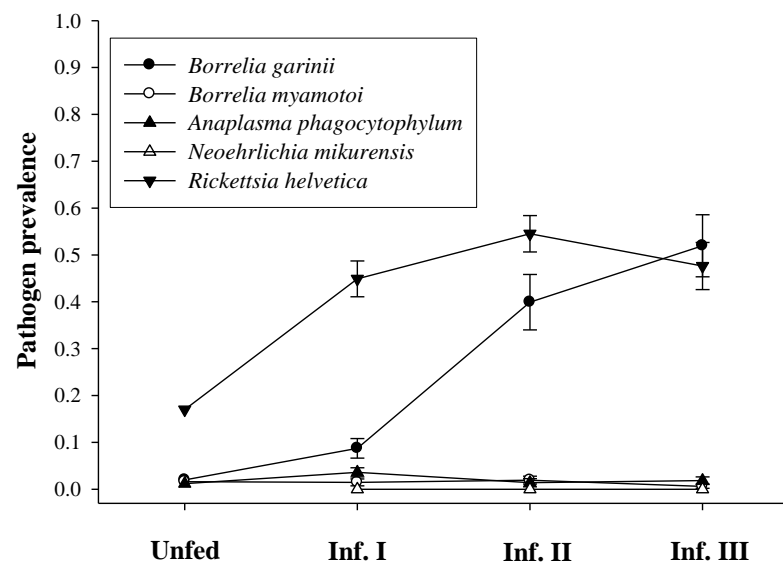 Pathogen prevalence
1.0
0.9
0.8
0.7
0.6
0.5
0.4
0.3
0.2
0.1
0.0
Borrelia garinii
Borrelia myamotoi
Anaplasma phagocytophylum
Neoehrlichia mikurensis
Rickettsia helvetica
Unfed Inf. I Inf. II Inf. III